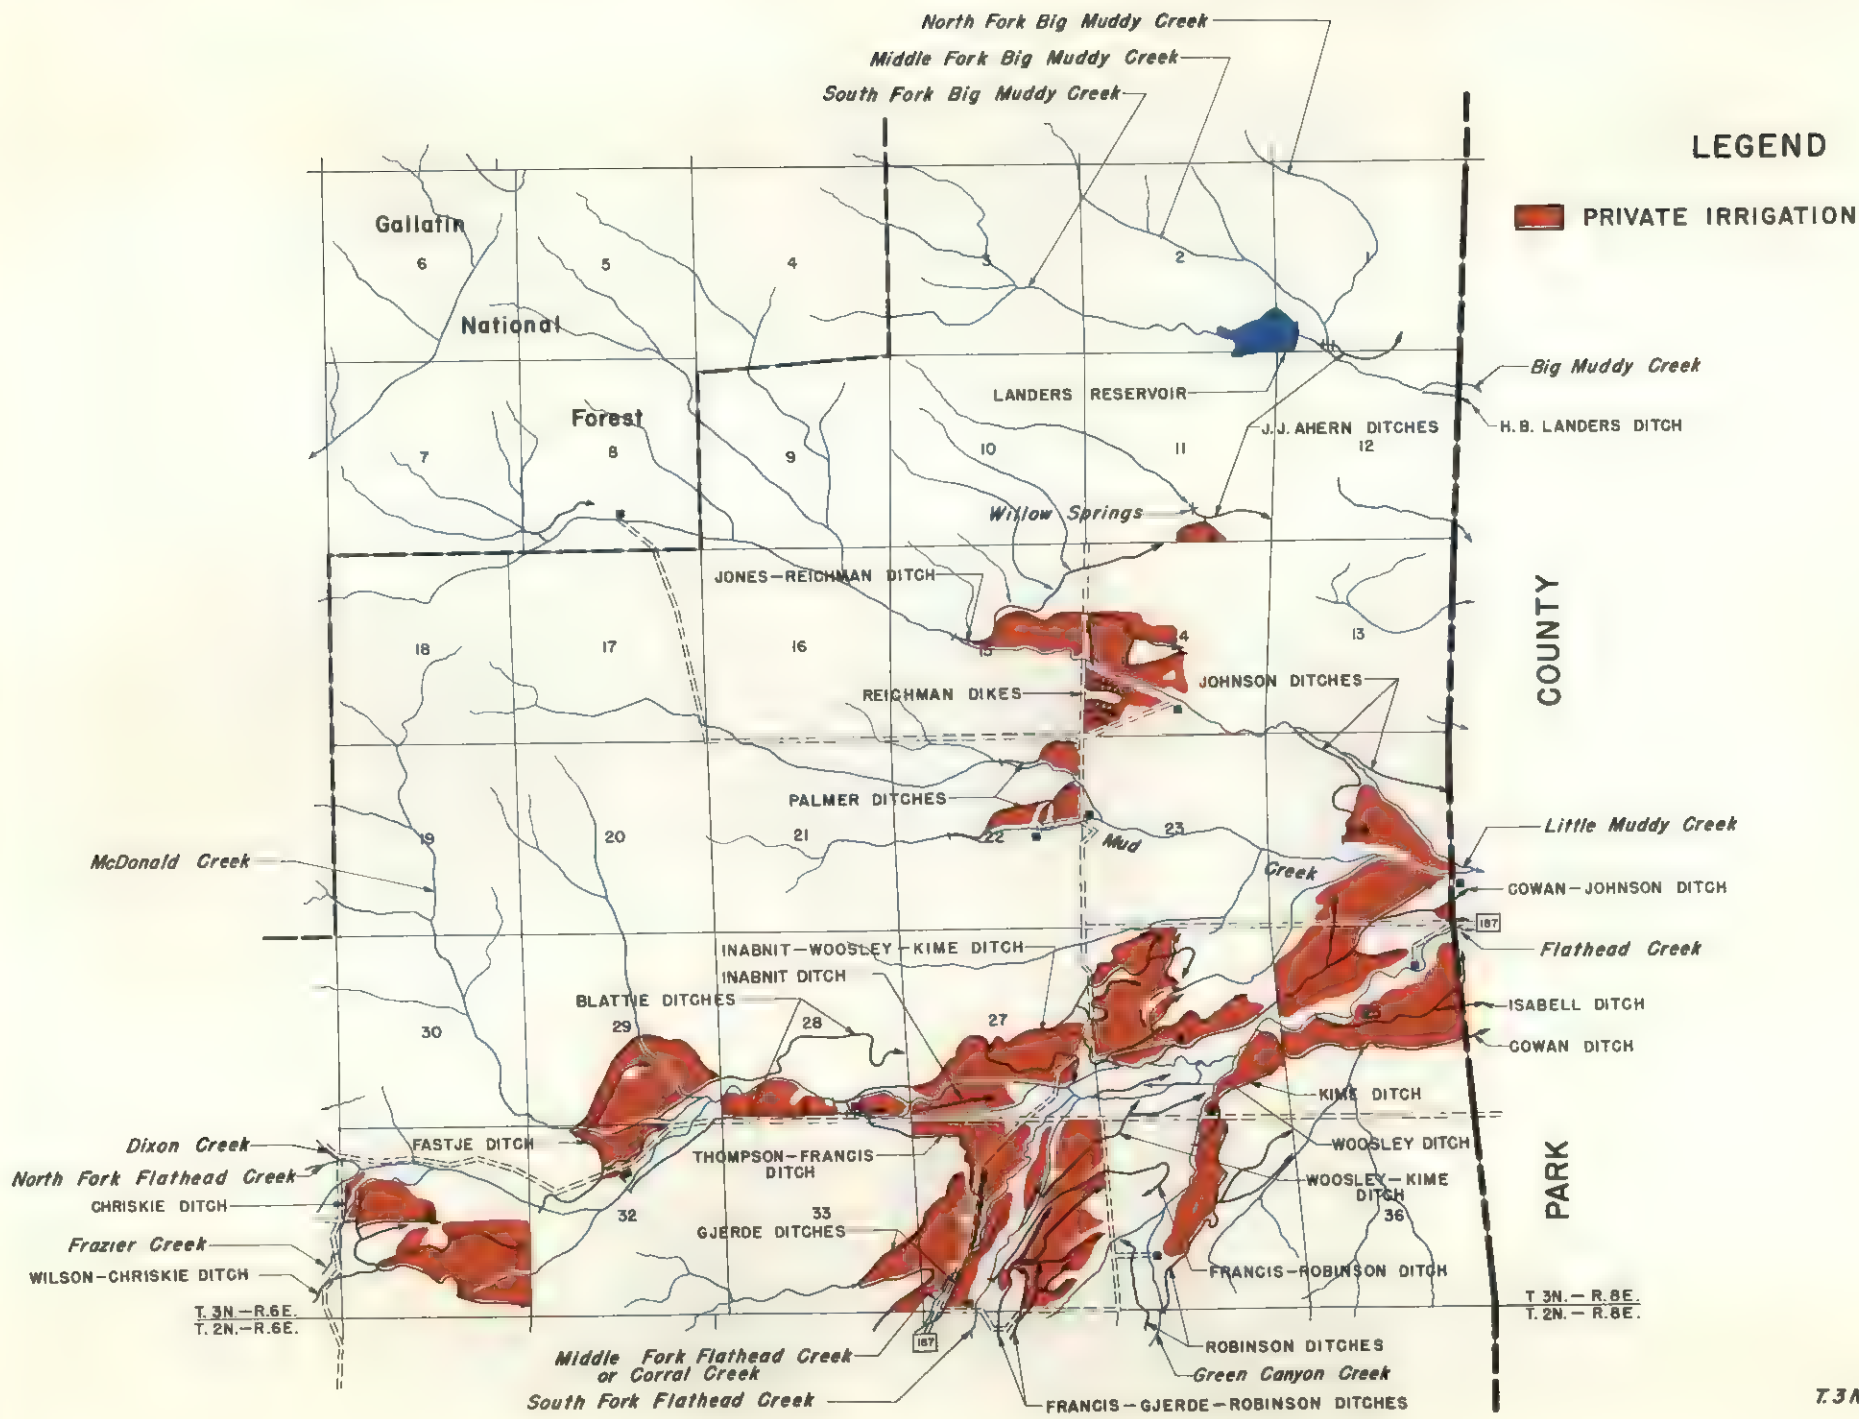 North Fork Big Muddy Creek
Middle Fork Big Muddy Creek
South Fork Big Muddy Creek
LEGEND
PRIVATE IRRIGATION
Gallatin
6
5
4
3
2
1
National
LANDERS RESERVOIR
Big Muddy Creek
Forest
J.J. AHERN DITCHES
H.B. LANDERS DITCH
7
8
9
10
11
12
Willow Springs
JONES-REICHMAN DITCH
COUNTY
18
17
16
15
14
13
REICHMAN DIKES
JOHNSON DITCHES
PALMER DITCHES
19
20
21
22
23
Mud
Creek
Little Muddy Creek
McDonald Creek
COWAN-JOHNSON DITCH
187
Flathead Creek
INABNIT-WOOSLEY-KIME DITCH
INABNIT DITCH
BLATTIE DITCHES
ISABELL DITCH
30
29
28
27
COWAN DITCH
KIME DITCH
Dixon Creek
FASTJE DITCH
THOMPSON-FRANCIS
DITCH
WOOSLEY DITCH
North Fork Flathead Creek
WOOSLEY-KIME
DITCH
PARK
CHRISKIE DITCH
32
33
36
GJERDE DITCHES
Frazier Creek
WILSON-CHRISKIE DITCH
FRANCIS-ROBINSON DITCH
T. 3N.-R.6E.
T. 2N.-R.6E.
T. 3N.-R.8E.
T. 2N.-R.8E.
187
ROBINSON DITCHES
Middle Fork Flathead Creek
or Corral Creek
Green Canyon Creek
South Fork Flathead Creek
FRANCIS-GJERDE-ROBINSON DITCHES